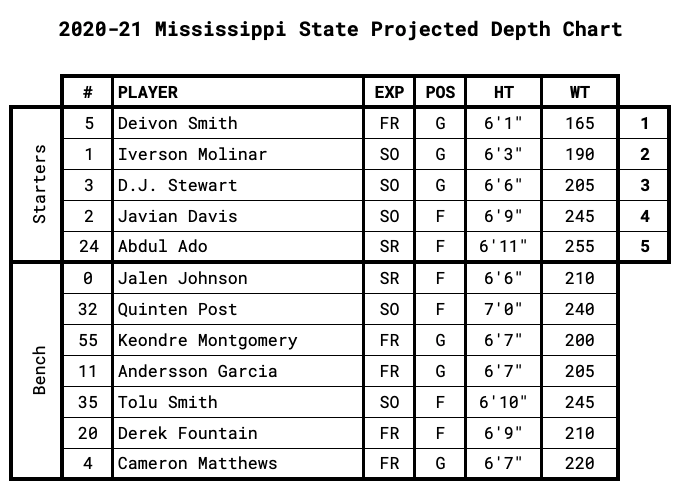 2020-21 Mississippi State Projected Depth Chart
# PLAYER EXP POS HT WT
Starters
5 Deivon Smith FR G 6'1" 165 1
1 Iverson Molinar SO G 6'3" 190 2
3 D.J. Stewart SO G 6'6" 205 3
2 Javian Davis SO F 6'9" 245 4
24 Abdul Ado SR F 6'11" 255 5
Bench
0 Jalen Johnson SR F 6'6" 210
32 Quinten Post SO F 7'0" 240
55 Keondre Montgomery FR G 6'7" 200
11 Andersson Garcia FR G 6'7" 205
35 Tolu Smith SO F 6'10" 245
20 Derek Fountain FR F 6'9" 210
4 Cameron Matthews FR G 6'7" 220